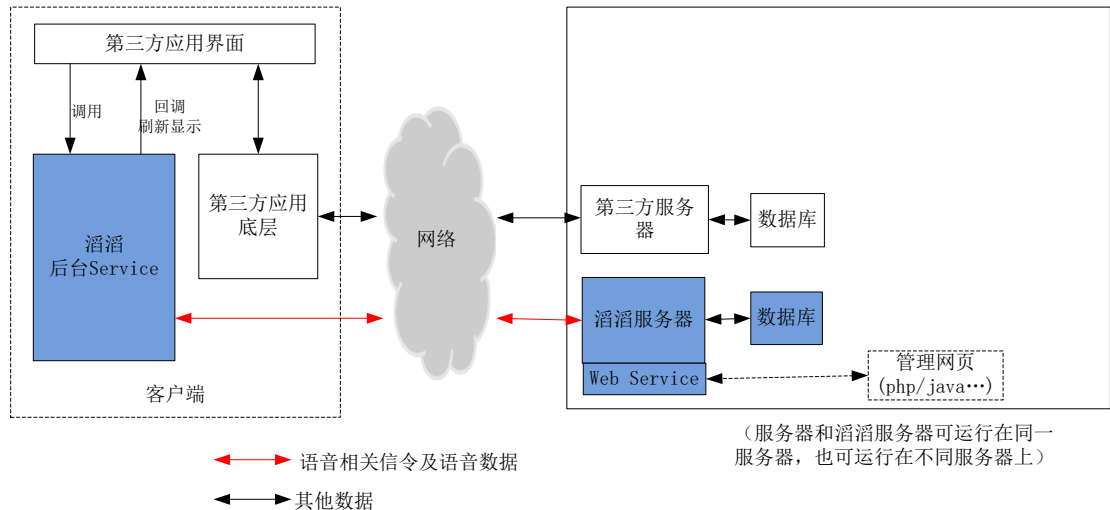 第三方应用界面
调用
回调
刷新显示
滔滔
后台Service
第三方应用
底层
客户端
网络
第三方服务
器
数据库
滔滔服务器
数据库
Web Service
管理网页
(php/java…)
（服务器和滔滔服务器可运行在同一
服务器，也可运行在不同服务器上）
语音相关信令及语音数据
其他数据